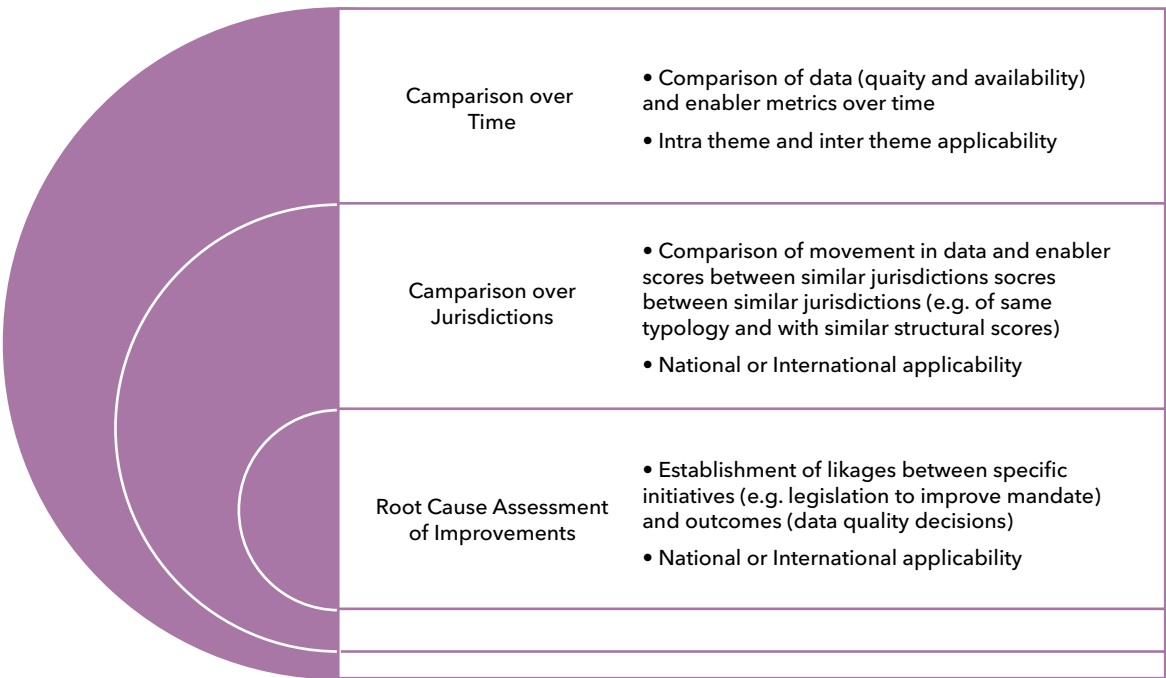 Camparison over
Time
• Comparison of data (quaity and availability)
and enabler metrics over time
• Intra theme and inter theme applicability
Camparison over
Jurisdictions
• Comparison of movement in data and enabler
scores between similar jurisdictions socres
between similar jurisdictions (e.g. of same
typology and with similar structural scores)
• National or International applicability
Root Cause Assessment
of Improvements
• Establishment of likages between specific
initiatives (e.g. legislation to improve mandate)
and outcomes (data quality decisions)
• National or International applicability